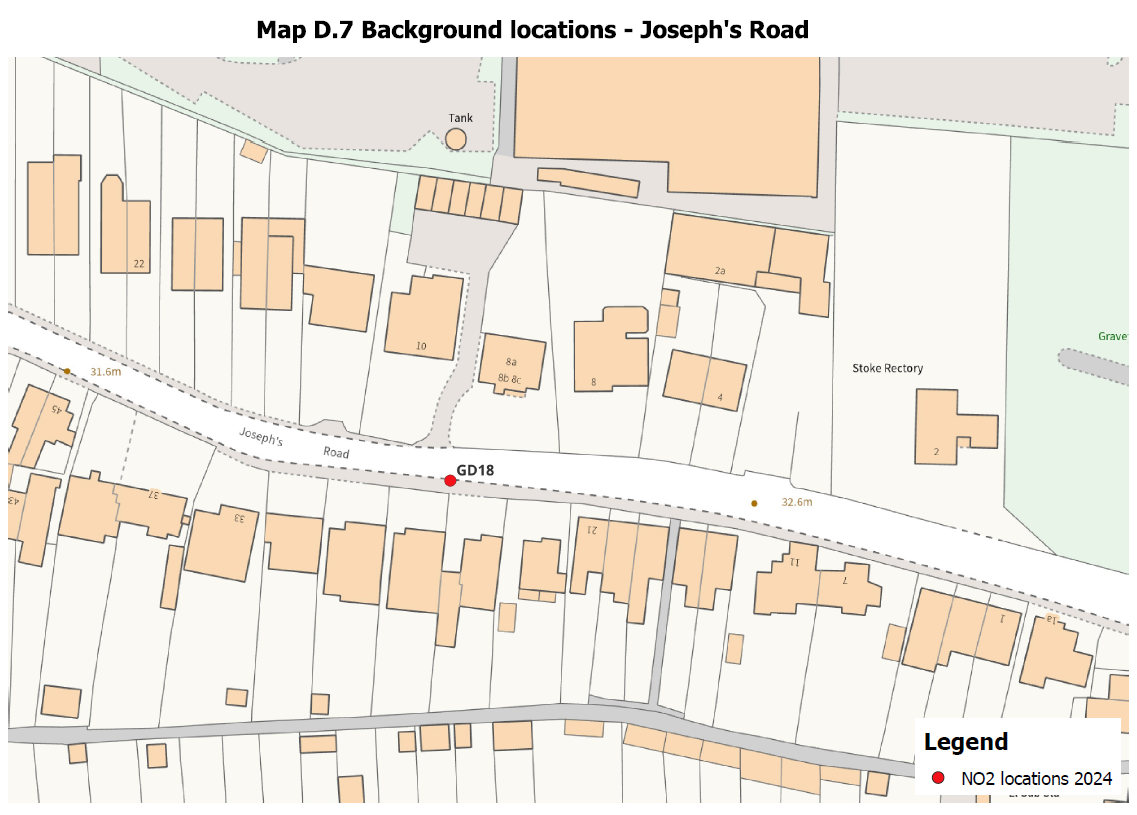 Map D.7 Background locations - Joseph's Road
Tank
22
2a
10
8a
8b 8c
8
4
Stoke Rectory
2
31.6m
45
Joseph's Road
GD18
32.6m
43
37
33
21
11
7
1
1a
Legend
NO2 locations 2024